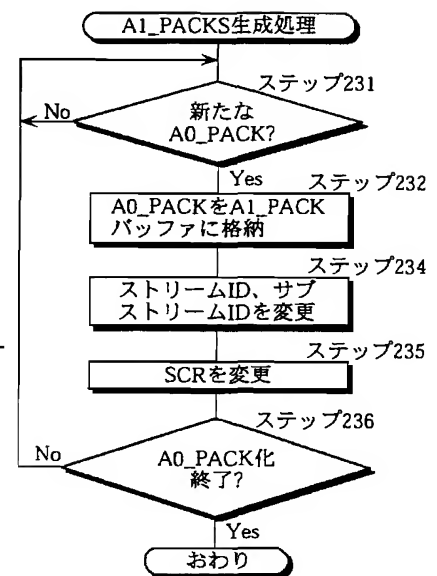 A1_PACKS生成処理
ステップ231
No
新たな
A0_PACK?
Yes
ステップ232
A0_PACKをA1_PACK
バッファに格納
ステップ234
ストリームID、サブ
ストリームIDを変更
ステップ235
SCRを変更
ステップ236
No
A0_PACK化
終了?
Yes
おわり